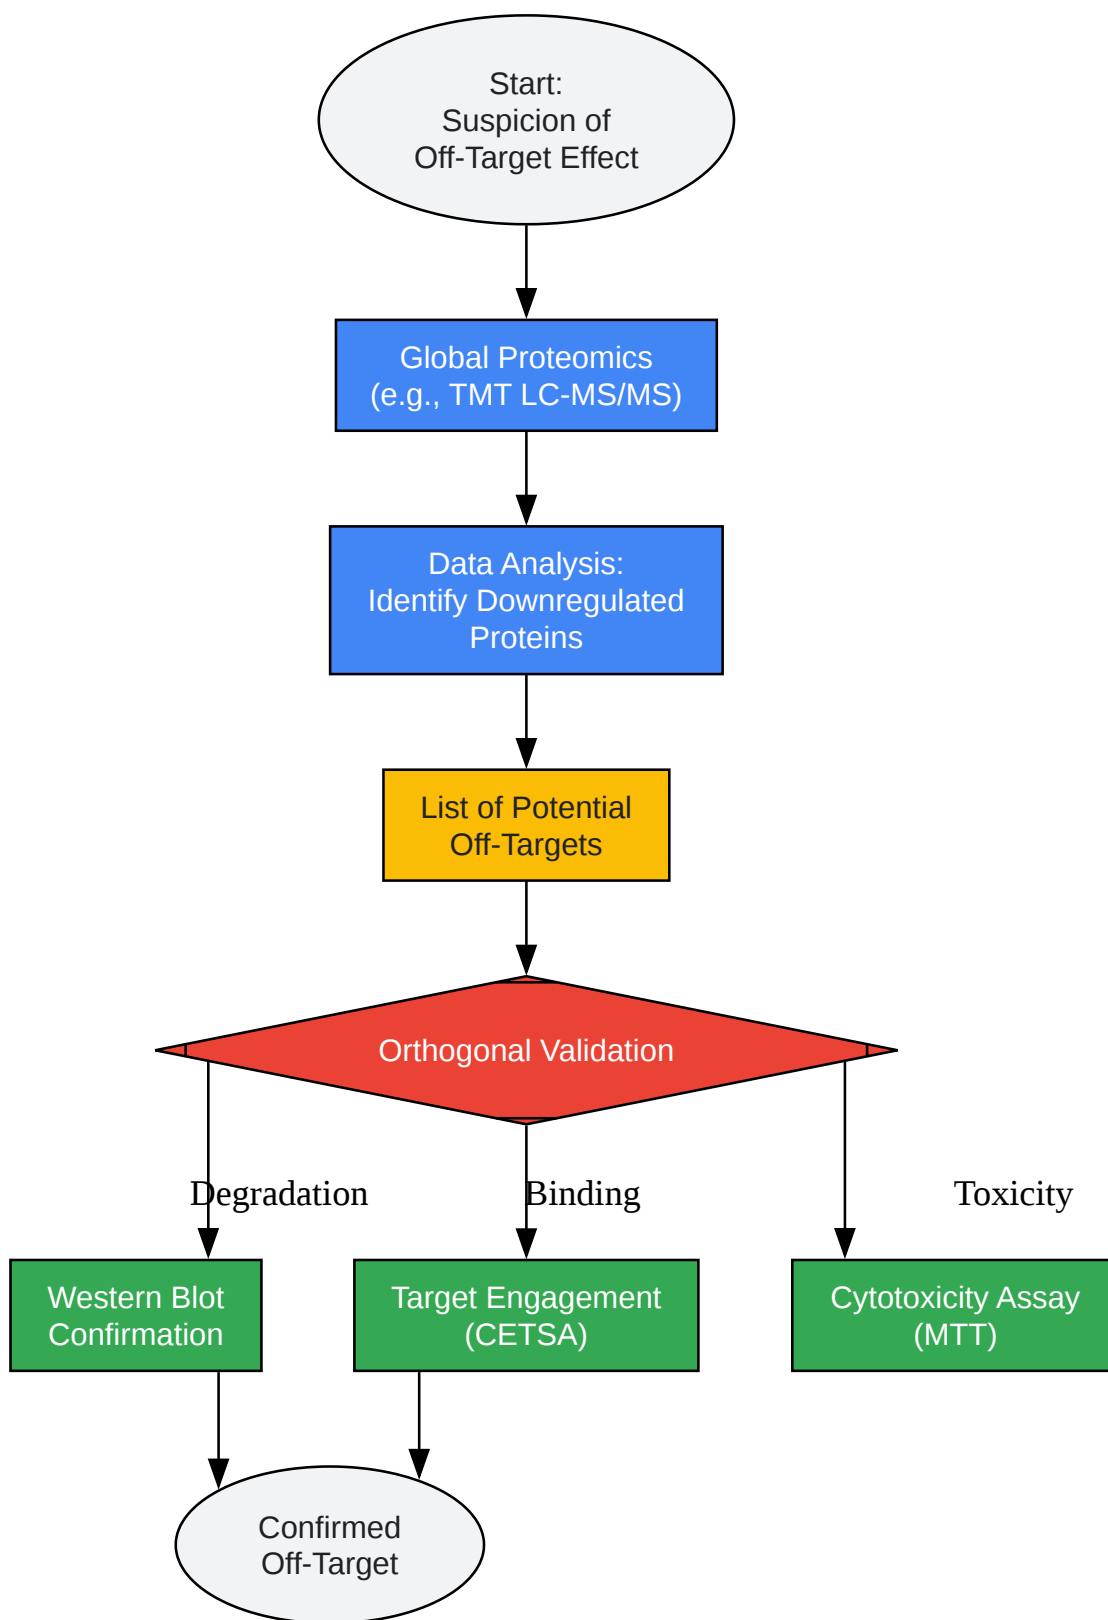 Start:
Suspicion of
Off-Target Effect
Global Proteomics
(e.g., TMT LC-MS/MS)
Data Analysis:
Identify Downregulated
Proteins
List of Potential
Off-Targets
Orthogonal Validation
Degradation
Binding
Toxicity
Western Blot
Confirmation
Target Engagement
(CETSA)
Cytotoxicity Assay
(MTT)
Confirmed
Off-Target